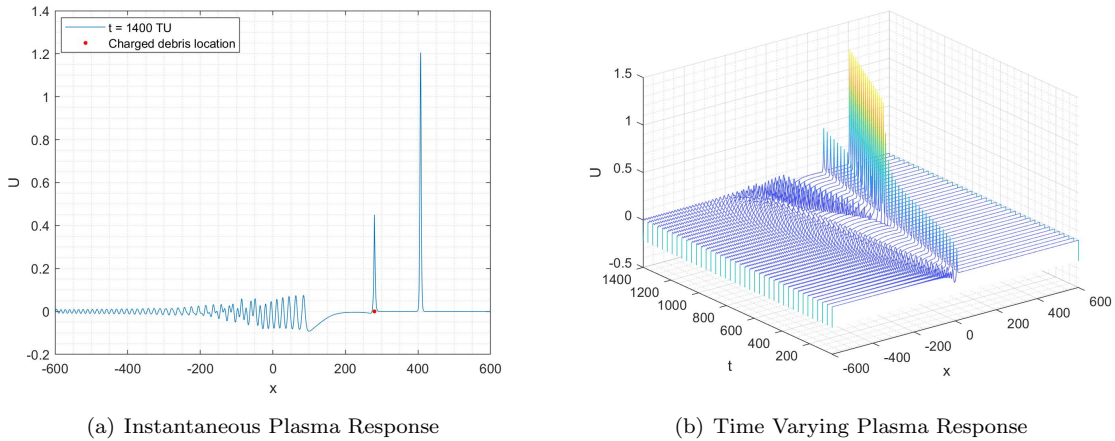 t = 1400 TU
Charged debris location
1.4
1.2
1
0.8
0.6
0.4
0.2
0
-0.2
U
-600 -400 -200 0 200 400 600
x
(a) Instantaneous Plasma Response
1.5
1
0.5
0
-0.5
U
1400 1200 1000 800 600 400 200
t
-600 -400 -200 0 200 400 600
x
(b) Time Varying Plasma Response